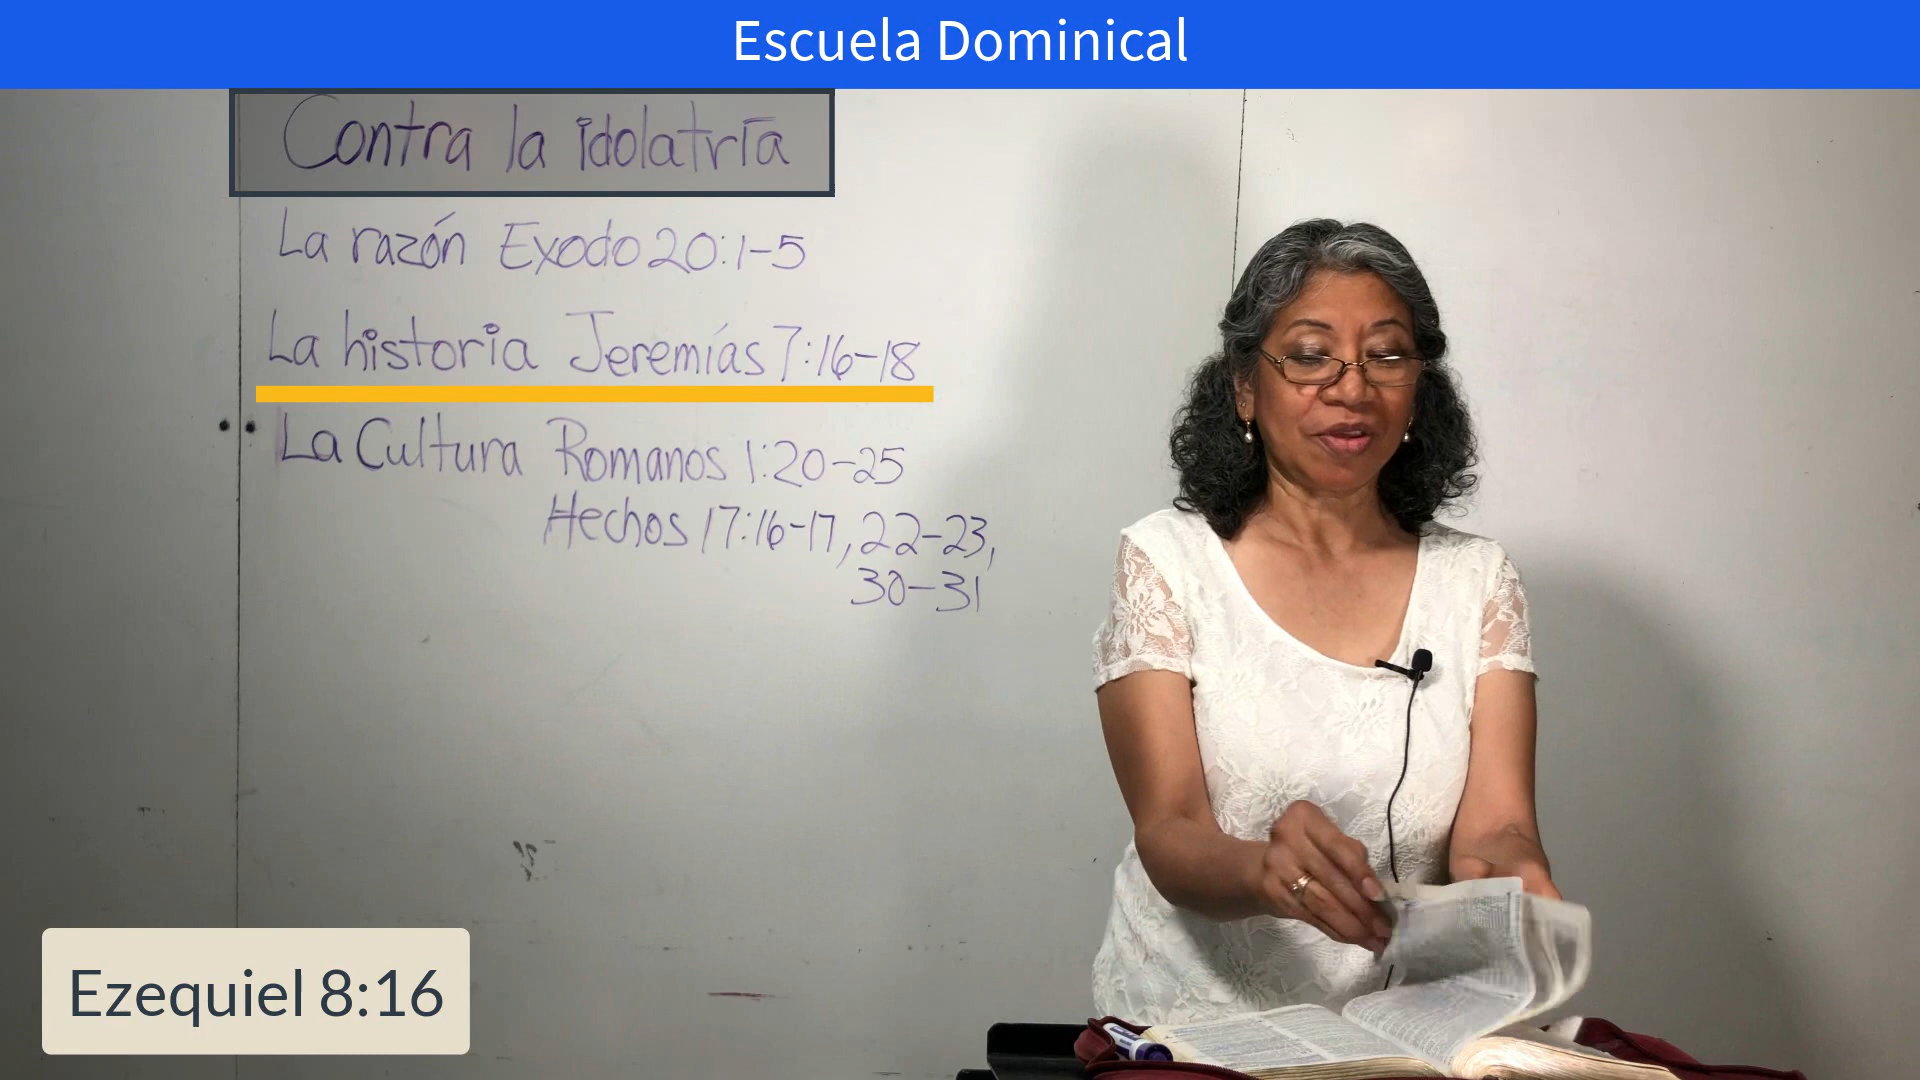 Escuela Dominical
Contra la idolatría
La razón Exodo 20:1-5
La historia Jeremías 7:16-18
La Cultura Romanos 1:20-25
Hechos 17:16-17, 22-23,
30-31
Ezequiel 8:16